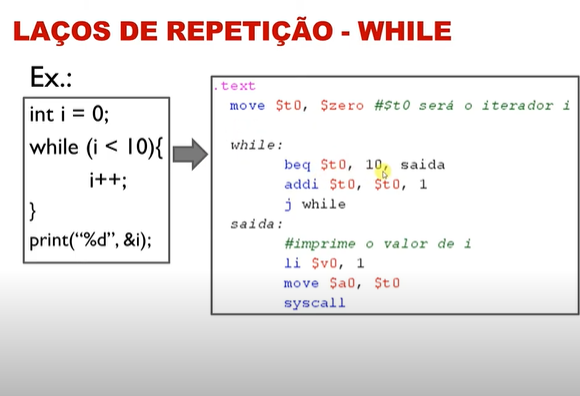 LAÇOS DE REPETIÇÃO - WHILE
Ex.:
int i = 0;
while (i < 10){
i++;
}
print("%d", &i);
.text
move $t0, $zero #$t0 será o iterador i
while:
beq $t0, 10, saida
addi $t0, $t0, 1
j while
saida:
#imprime o valor de i
li $v0, 1
move $a0, $t0
syscall